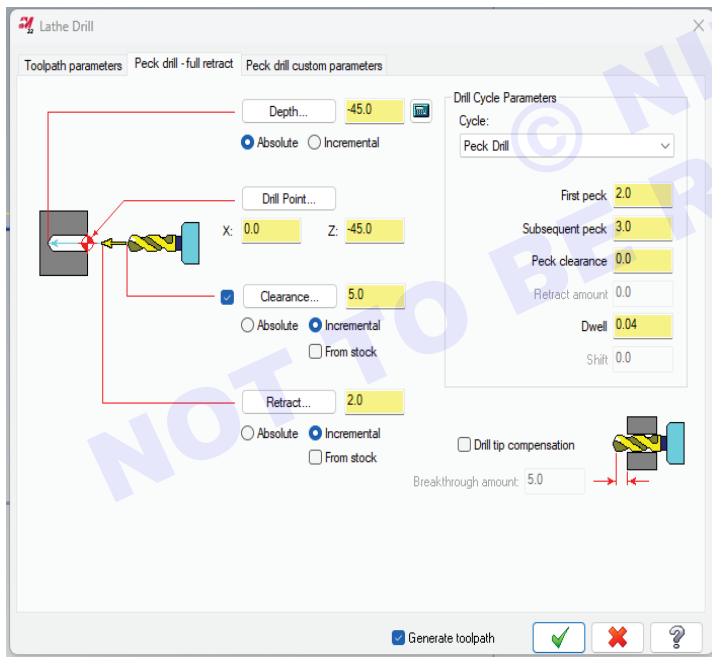 Lathe Drill
Toolpath parameters
Peck drill - full retract
Peck drill custom parameters
Depth...
-45.0
Absolute
Incremental
Drill Point...
X: 0.0
Z: -45.0
Clearance...
5.0
Absolute
Incremental
From stock
Retract...
2.0
Absolute
Incremental
From stock
Drill Cycle Parameters
Cycle:
Peck Drill
First peck 2.0
Subsequent peck 3.0
Peck clearance 0.0
Retract amount 0.0
Dwell 0.04
Shift 0.0
Drill tip compensation
Breakthrough amount: 5.0
Generate toolpath
© NI
NOT TO BE R